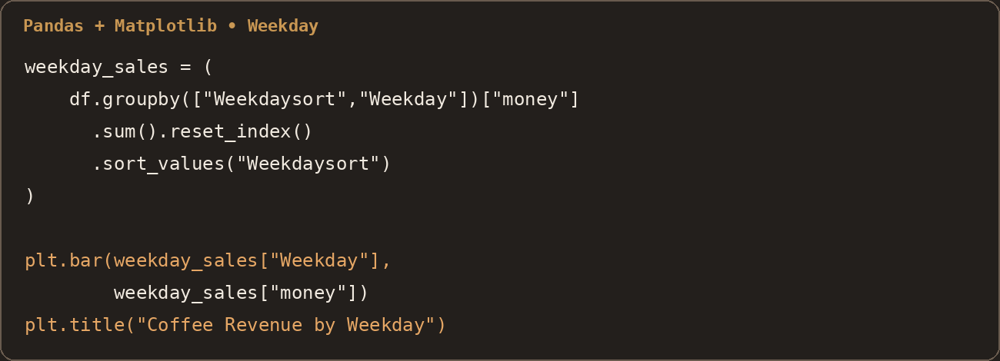 Pandas + Matplotlib • Weekday
weekday_sales = (
    df.groupby(["Weekdaysort","Weekday"])["money"]
      .sum().reset_index()
      .sort_values("Weekdaysort")
)
plt.bar(weekday_sales["Weekday"],
        weekday_sales["money"])
plt.title("Coffee Revenue by Weekday")